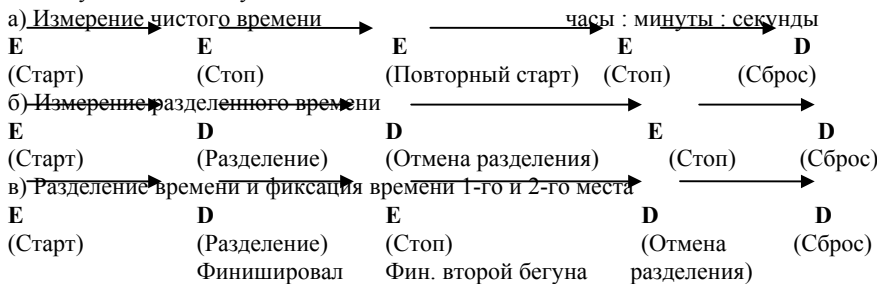 а) Измерение чистого времени часы : минуты : секунды
E E E E D
(Старт) (Стоп) (Повторный старт) (Стоп) (Сброс)
б) Измерение разделенного времени
E D D E D
(Старт) (Разделение) (Отмена разделения) (Стоп) (Сброс)
в) Разделение времени и фиксация времени 1-го и 2-го места
E D E D D
(Старт) (Разделение) (Стоп) (Отмена (Сброс)
Финишировал Фин. второй бегуна разделения)